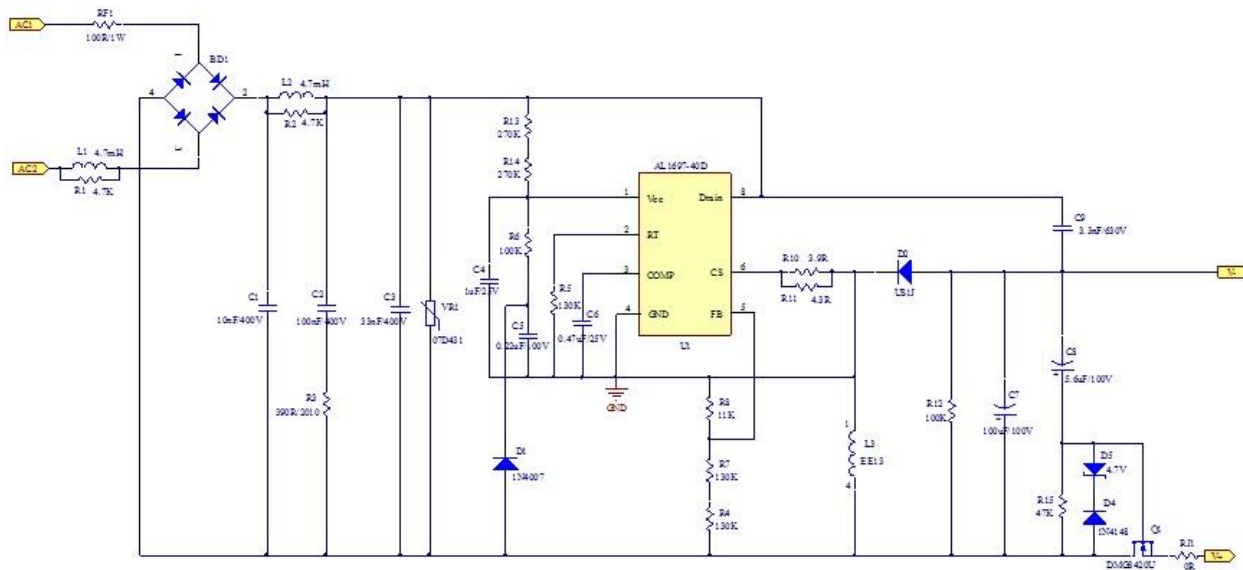 AC1
RF1
100R/1W
BD1
1
4
2
3
L2 4.7mH
R2 4.7K
AC2
L1 4.7mH
R1 4.7K
R13
270K
R14
270K
AL1697-40D
1 Vcc
Drain 8
2 RT
3 COMP
CS 6
4 GND
FB 5
U1
R6
100K
C4
1uF/25V
R5
130K
C6
0.47uF/25V
C5
0.22uF/100V
C1
10nF/400V
C2
100nF/400V
C3
33nF/400V
VR1
07D431
R3
390R/2010
D1
1N4007
GND
R8
11K
R7
130K
R4
130K
R10 3.9R
R11 4.3R
D2
US1J
C9
3.3nF/630V
V-
C8
5.6uF/100V
R12
100K
C7
100uF/100V
1
L3
EE13
4
D5
4.7V
R15
47K
D4
1N4148
Q1
DMG3420U
RJ1
0R
V+